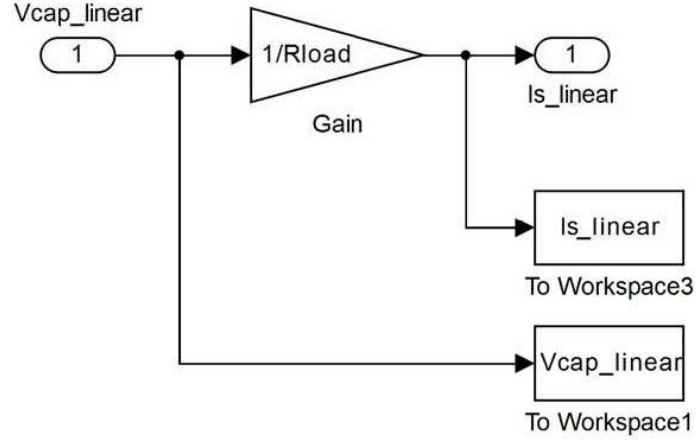 Vcap_linear
1
1/Rload
Gain
1
Is_linear
Is_linear
To Workspace3
Vcap_linear
To Workspace1